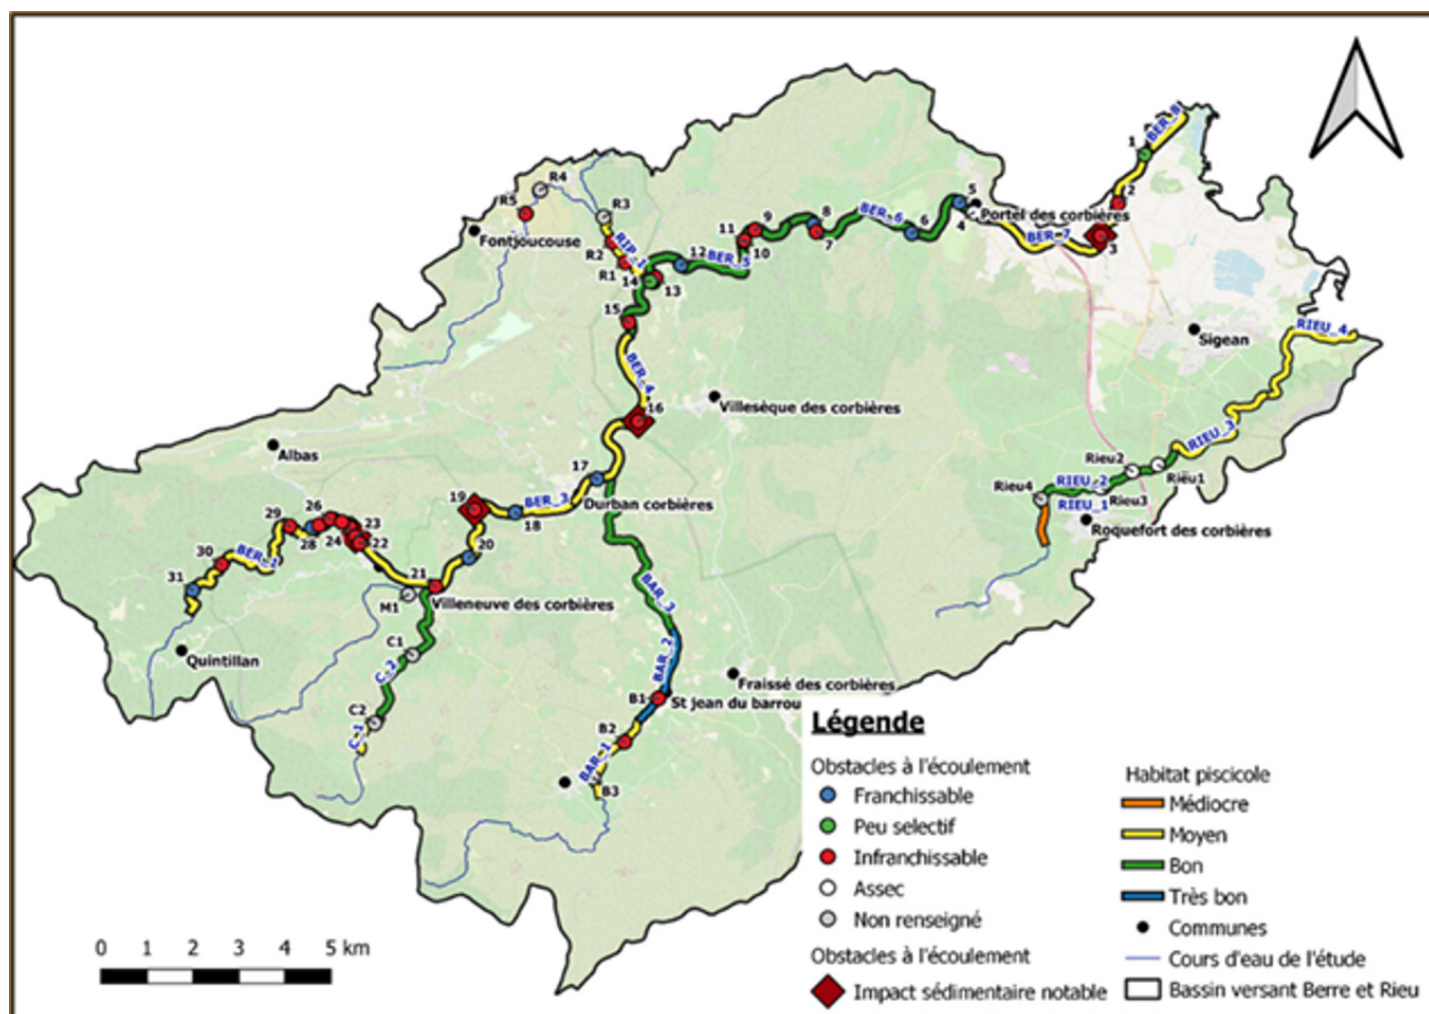 BER_8
1
2
R4
R5
R3
Fontjoucouse
RIP_1
R2
R1
5
Portel des corbières
4
BER_7
3
8
BER_6
6
7
9
11
10
12
BER_5
14
13
15
BER_4
16
Villesèque des corbières
Sigean
RIEU_4
RIEU_3
Rieu2
Rieu1
RIEU_2
Rieu3
Rieu4
RIEU_1
Roquefort des corbières
Albas
17
Durban corbières
19
BER_3
18
20
29
26
23
28
24
22
30
BER_1
31
21
M1
Villeneuve des corbières
Quintillan
C1
C_2
C2
C_1
BAR_3
BAR_2
Fraissé des corbières
B1
St jean du barrou
B2
BAR_1
B3
Légende
Obstacles à l'écoulement
Franchissable
Peu selectif
Infranchissable
Assec
Non renseigné
Obstacles à l'écoulement
Impact sédimentaire notable
Habitat piscicole
Médiocre
Moyen
Bon
Très bon
Communes
Cours d'eau de l'étude
Bassin versant Berre et Rieu
0 1 2 3 4 5 km